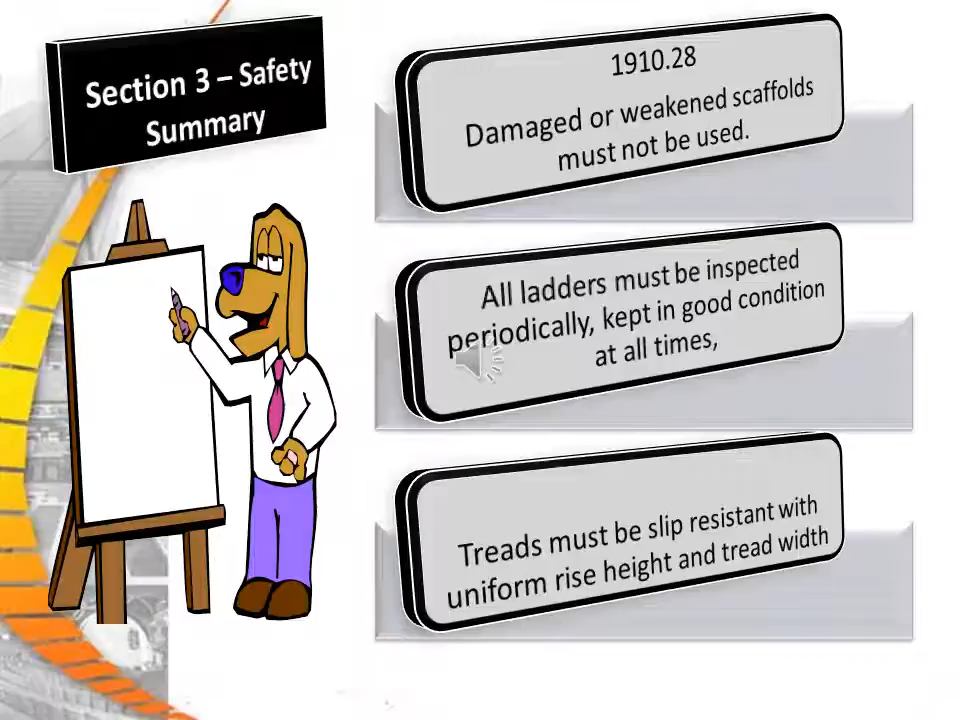 Section 3 – Safety
Summary
1910.28
Damaged or weakened scaffolds
must not be used.
All ladders must be inspected
periodically, kept in good condition
at all times,
Treads must be slip resistant with
uniform rise height and tread width